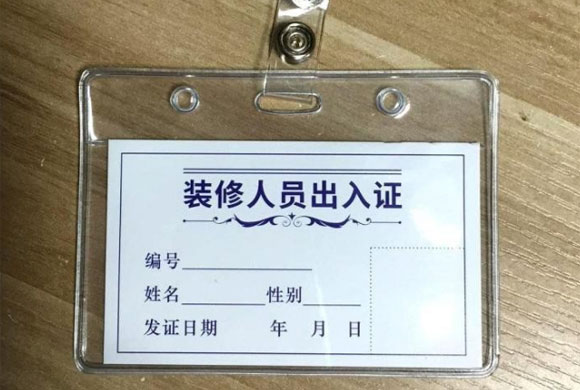 装修人员出入证
编号
姓名 性别
发证日期 年 月 日